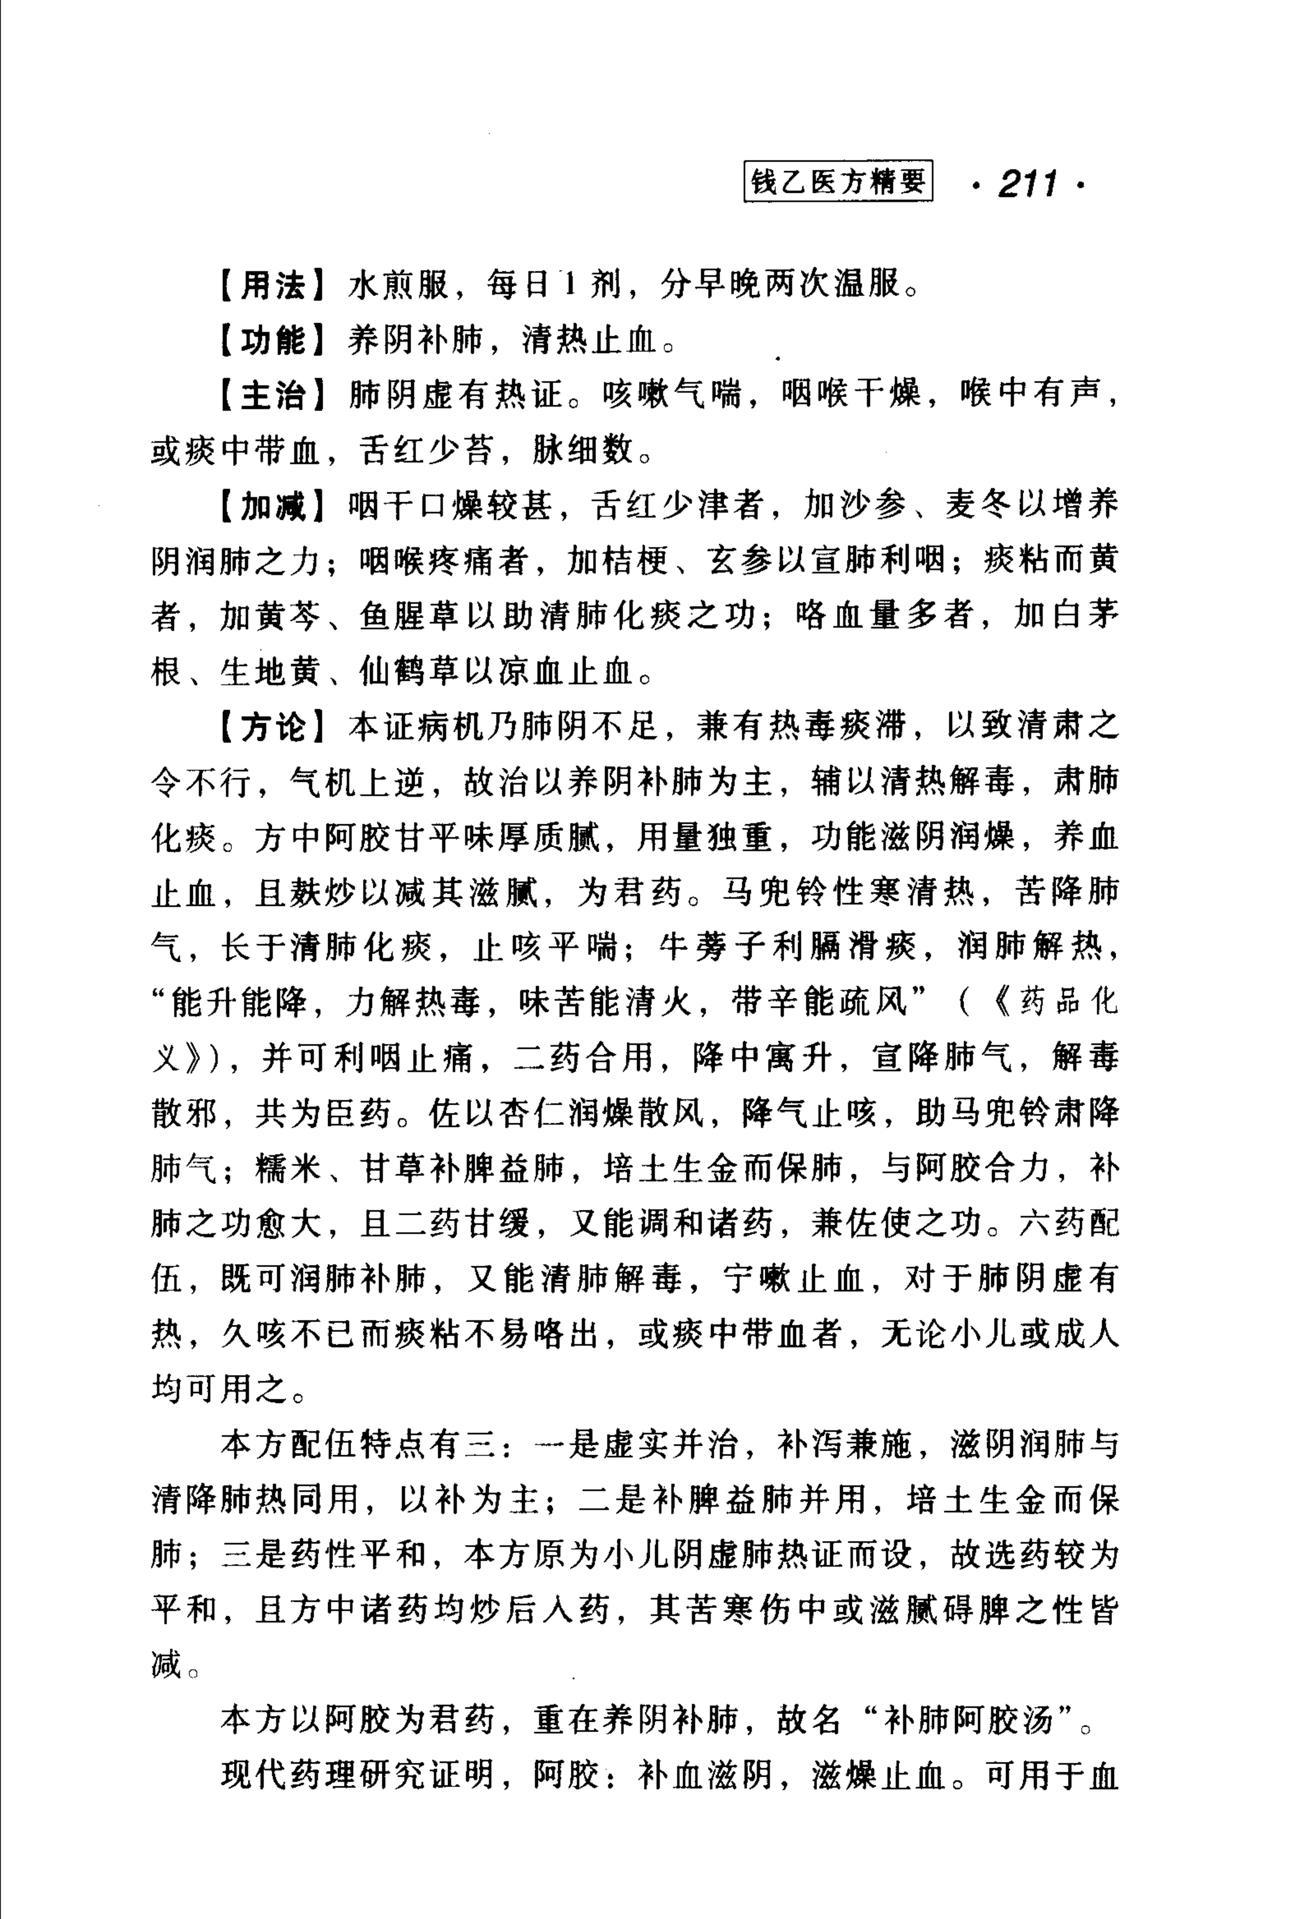 钱乙医方精要 ·211·
【用法】水煎服，每日1剂，分早晚两次温服。
【功能】养阴补肺，清热止血。
【主治】肺阴虚有热证。咳嗽气喘，咽喉干燥，喉中有声，
或痰中带血，舌红少苔，脉细数。
【加减】咽干口燥较甚，舌红少津者，加沙参、麦冬以增养
阴润肺之力；咽喉疼痛者，加桔梗、玄参以宣肺利咽；痰粘而黄
者，加黄芩、鱼腥草以助清肺化痰之功；咯血量多者，加白茅
根、生地黄、仙鹤草以凉血止血。
【方论】本证病机乃肺阴不足，兼有热毒痰滞，以致清肃之
令不行，气机上逆，故治以养阴补肺为主，辅以清热解毒，肃肺
化痰。方中阿胶甘平味厚质腻，用量独重，功能滋阴润燥，养血
止血，且麸炒以减其滋腻，为君药。马兜铃性寒清热，苦降肺
气，长于清肺化痰，止咳平喘；牛蒡子利膈滑痰，润肺解热，
“能升能降，力解热毒，味苦能清火，带辛能疏风”（《药品化
义》），并可利咽止痛，二药合用，降中寓升，宣降肺气，解毒
散邪，共为臣药。佐以杏仁润燥散风，降气止咳，助马兜铃肃降
肺气；糯米、甘草补脾益肺，培土生金而保肺，与阿胶合力，补
肺之功愈大，且二药甘缓，又能调和诸药，兼佐使之功。六药配
伍，既可润肺补肺，又能清肺解毒，宁嗽止血，对于肺阴虚有
热，久咳不已而痰粘不易咯出，或痰中带血者，无论小儿或成人
均可用之。
本方配伍特点有三：一是虚实并治，补泻兼施，滋阴润肺与
清降肺热同用，以补为主；二是补脾益肺并用，培土生金而保
肺；三是药性平和，本方原为小儿阴虚肺热证而设，故选药较为
平和，且方中诸药均炒后入药，其苦寒伤中或滋腻碍脾之性皆
减。
本方以阿胶为君药，重在养阴补肺，故名“补肺阿胶汤”。
现代药理研究证明，阿胶：补血滋阴，滋燥止血。可用于血